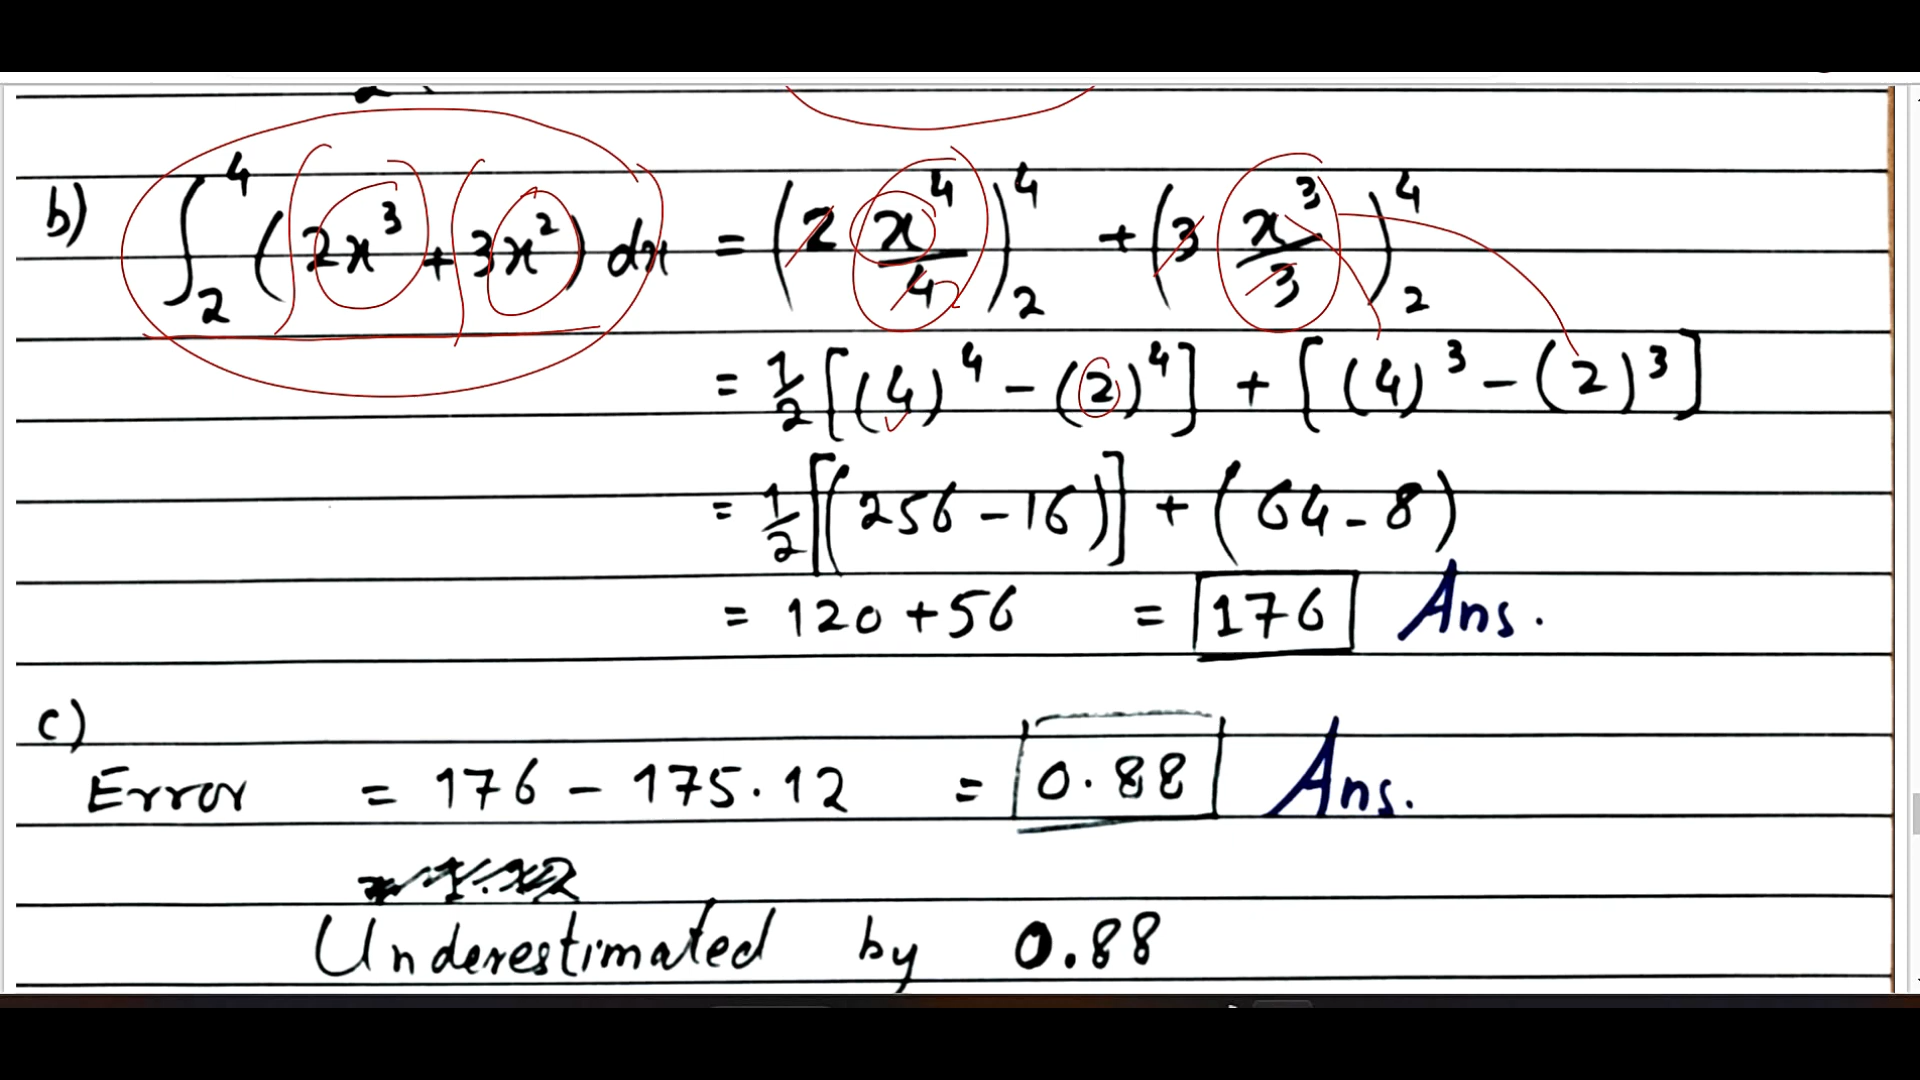 b) ∫₂⁴ (2x³ + 3x²) dx = (2 x⁴/4)₂⁴ + (3 x³/3)₂⁴
2
= 1/2 [(4)⁴ - (2)⁴] + [(4)³ - (2)³]
= 1/2 [(256 - 16)] + (64 - 8)
= 120 + 56 = 176 Ans.
c)
Error = 176 - 175.12 = 0.88 Ans.
Underestimated by 0.88